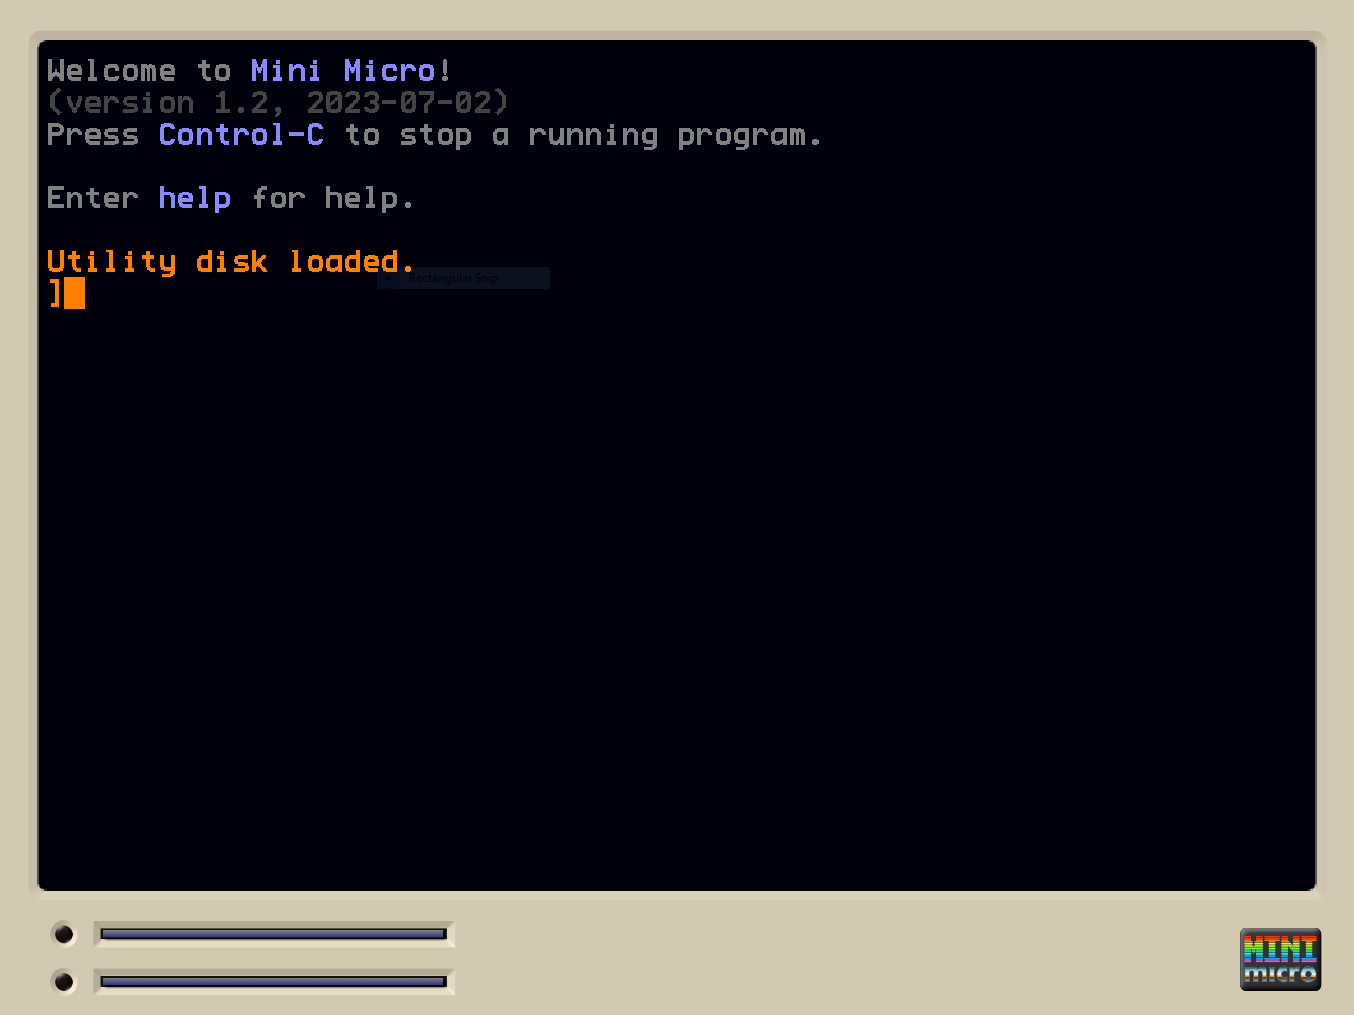 Welcome to Mini Micro!
(version 1.2, 2023-07-02)
Press Control-C to stop a running program.
Enter help for help.
Utility disk loaded.
Rectangular Snip
]
MINI
micro